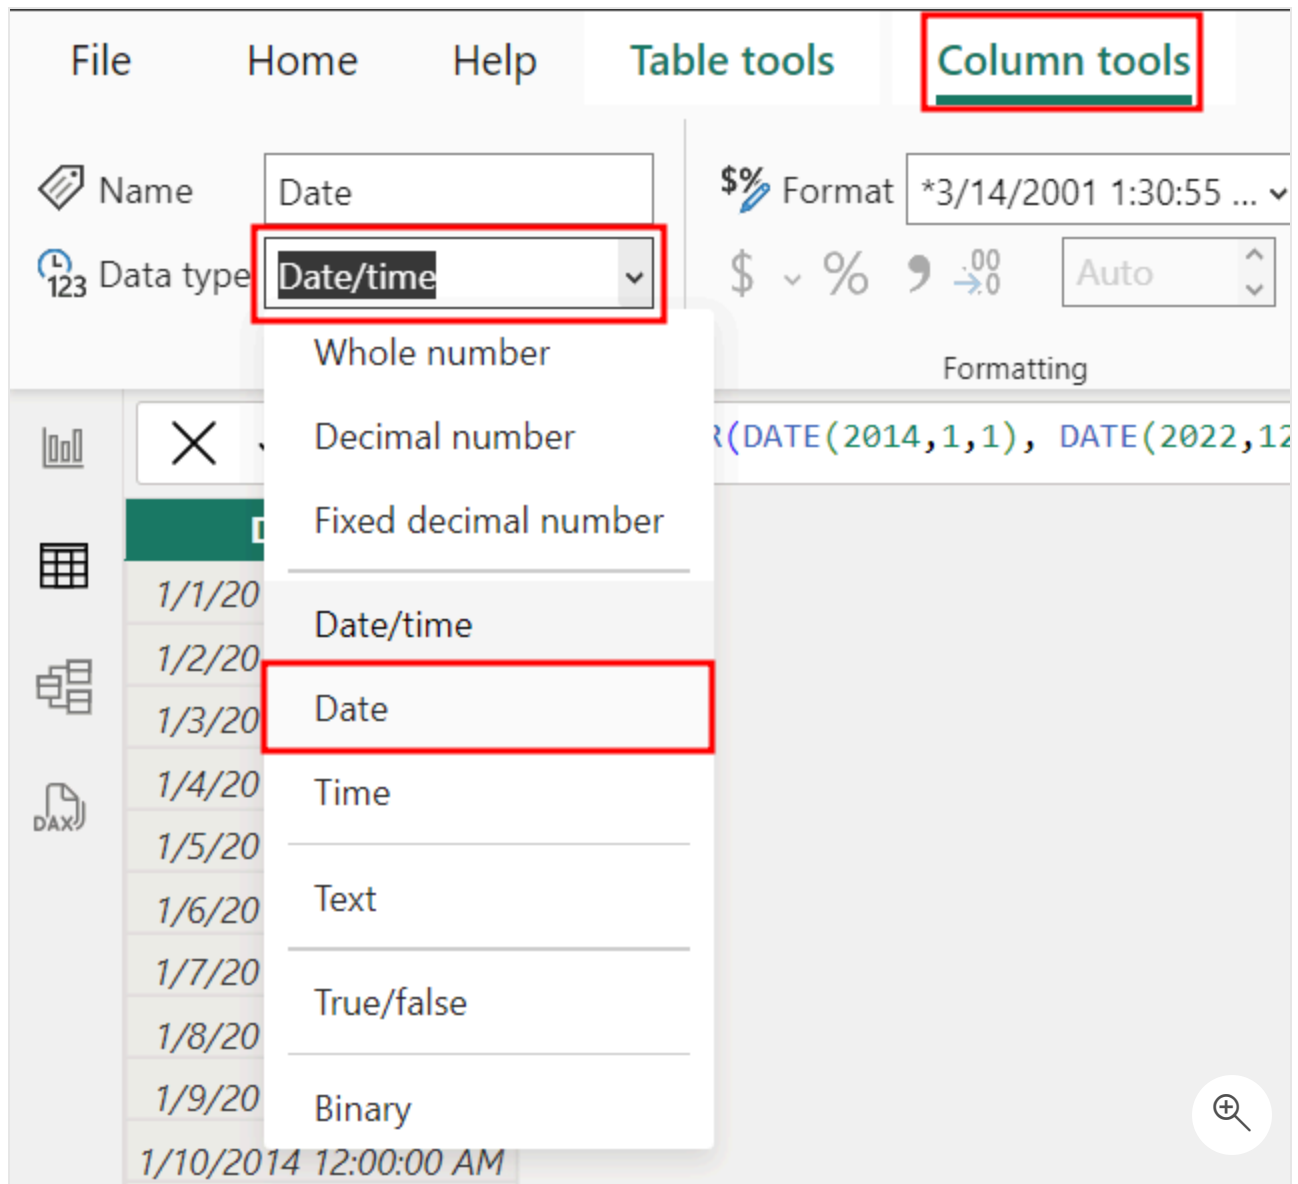 File Home Help Table tools Column tools
Name Date
$% Format *3/14/2001 1:30:55 ...
123 Data type Date/time
$ % , .00 .0 Auto
Formatting
Whole number
Decimal number
Fixed decimal number
Date/time
Date
Time
Text
True/false
Binary
(DATE(2014,1,1), DATE(2022,12
1/1/20
1/2/20
1/3/20
1/4/20
1/5/20
1/6/20
1/7/20
1/8/20
1/9/20
1/10/2014 12:00:00 AM
DAX